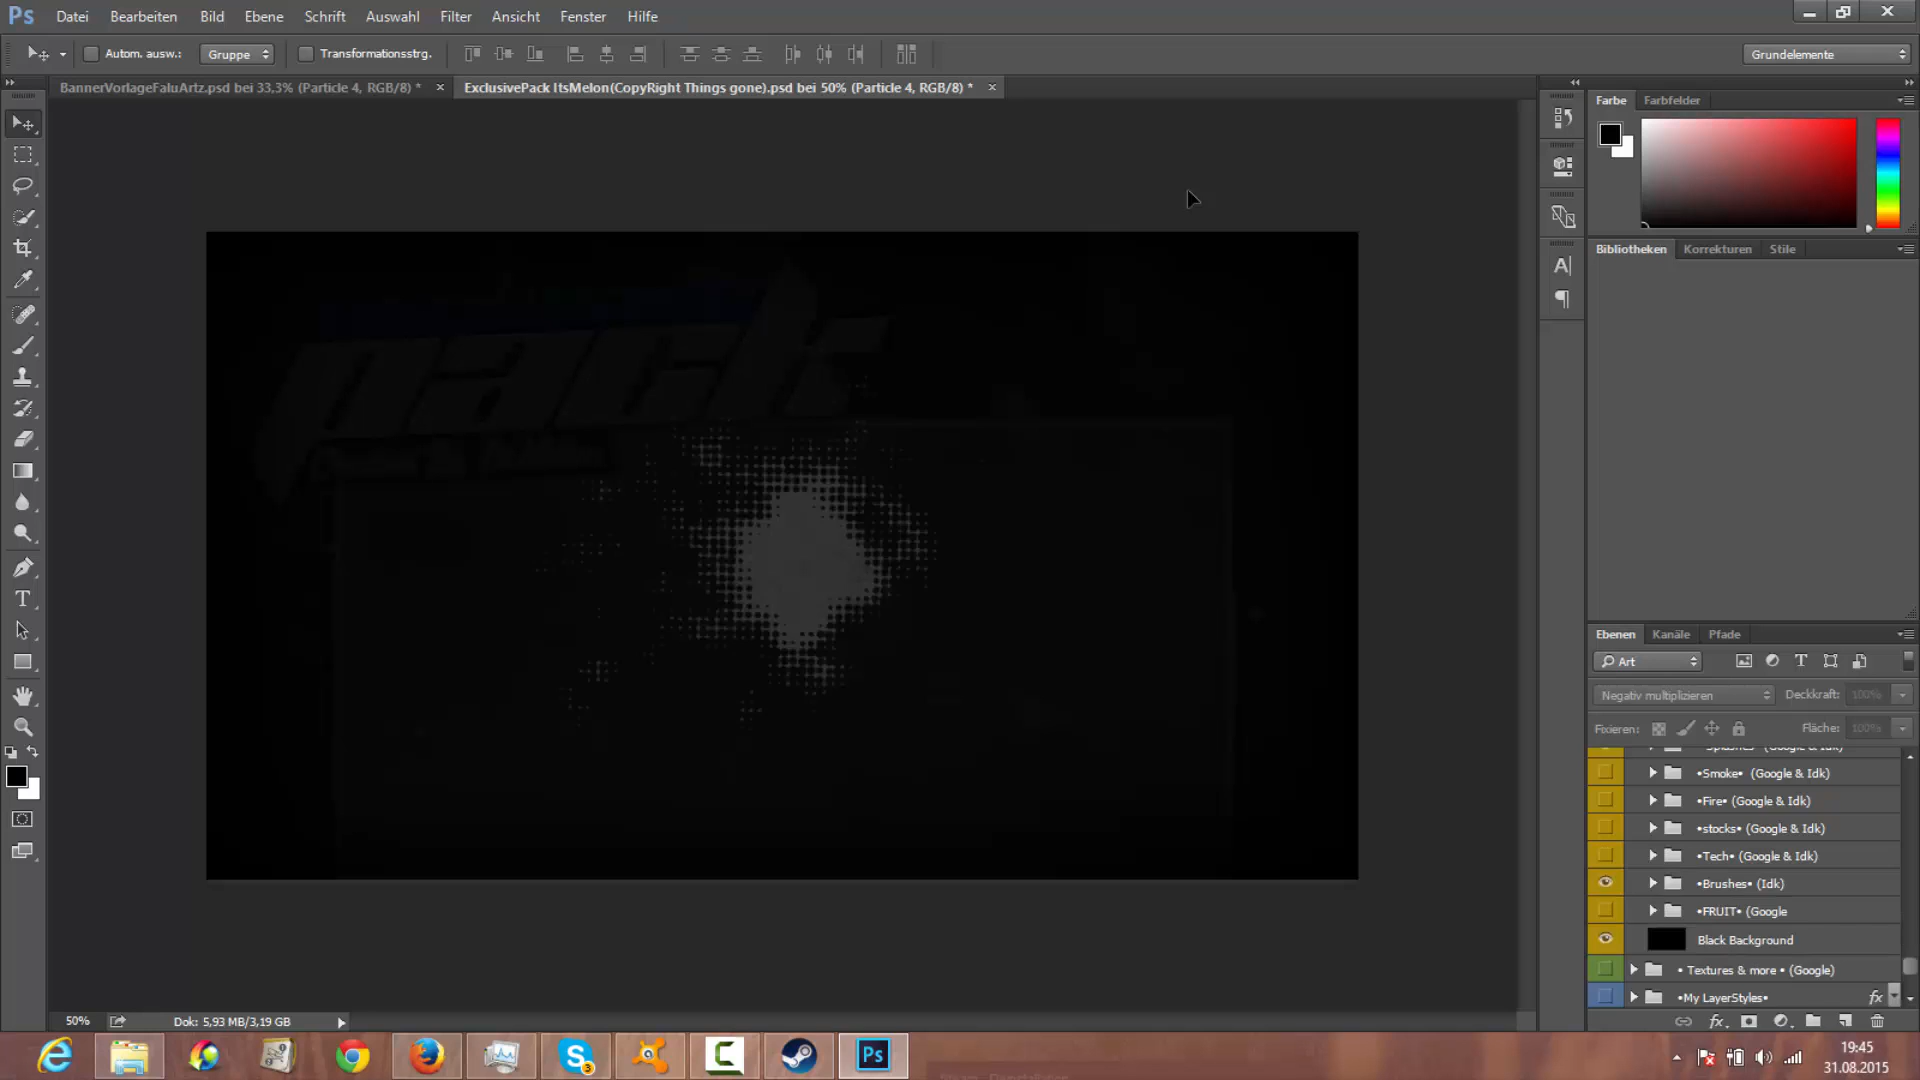 Ps Datei Bearbeiten Bild Ebene Schrift Auswahl Filter Ansicht Fenster Hilfe
Autom. ausw.: Gruppe Transformationsstrg. Grundelemente
BannerVorlageFaluArtz.psd bei 33,3% (Particle 4, RGB/8) * ExclusivePack ItsMelon(CopyRight Things gone).psd bei 50% (Particle 4, RGB/8) *
Farbe Farbfelder
Bibliotheken Korrekturen Stile
pack
Ebenen Kanäle Pfade
Art
Negativ multiplizieren Deckkraft: 100%
Fixieren: Fläche: 100%
•Smoke• (Google & Idk)
•Fire• (Google & Idk)
•stocks• (Google & Idk)
•Tech• (Google & Idk)
•Brushes• (Idk)
•FRUIT• (Google
Black Background
• Textures & more • (Google)
•My LayerStyles• fx
50% Dok: 5,93 MB/3,19 GB
19:45
31.08.2015